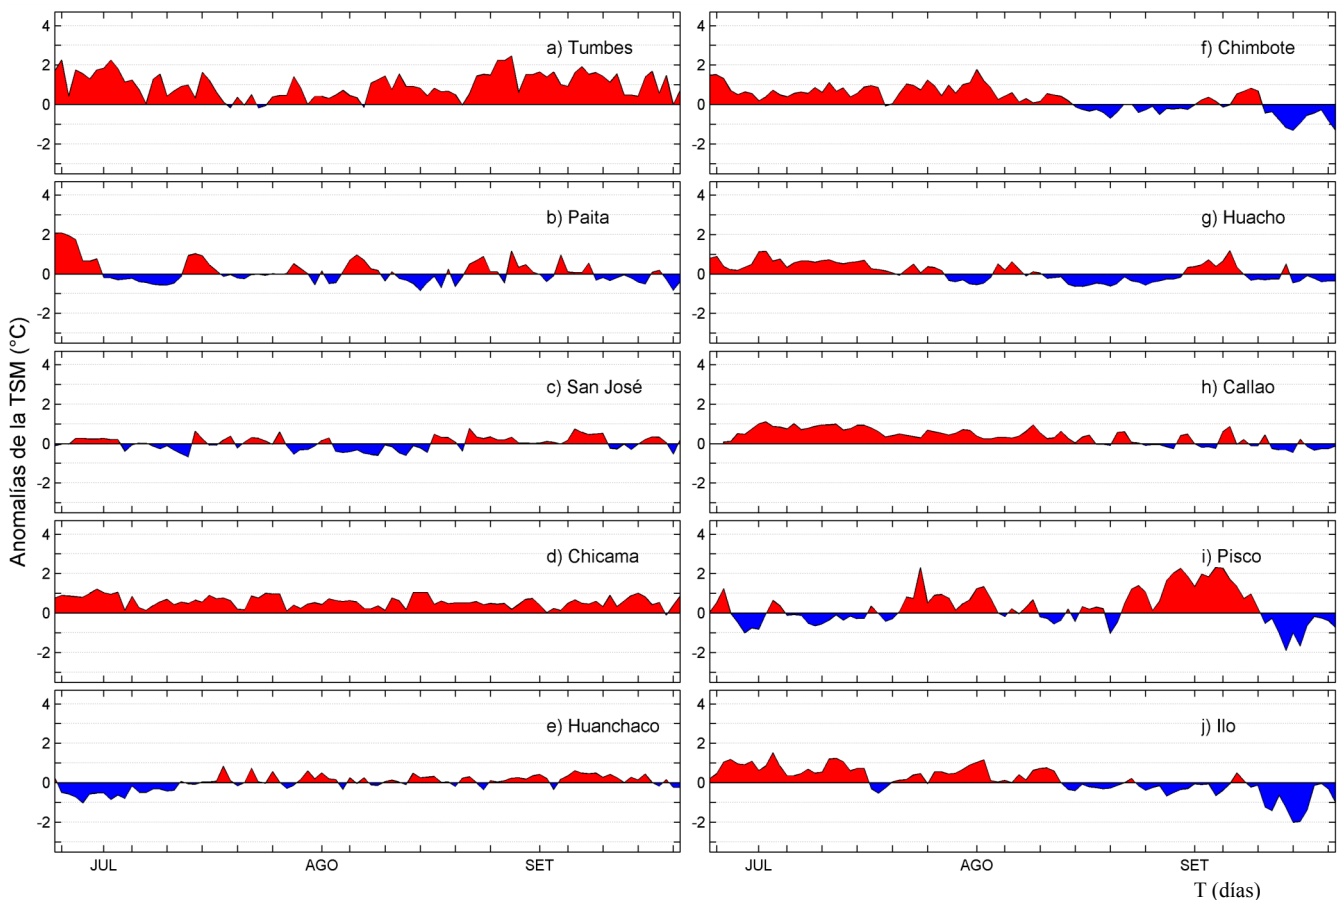 Anomalías de la TSM (°C)
a) Tumbes
4
2
0
-2
b) Paita
4
2
0
-2
c) San José
4
2
0
-2
d) Chicama
4
2
0
-2
e) Huanchaco
4
2
0
-2
JUL AGO SET
f) Chimbote
4
2
0
-2
g) Huacho
4
2
0
-2
h) Callao
4
2
0
-2
i) Pisco
4
2
0
-2
j) Ilo
4
2
0
-2
JUL AGO SET
T (días)